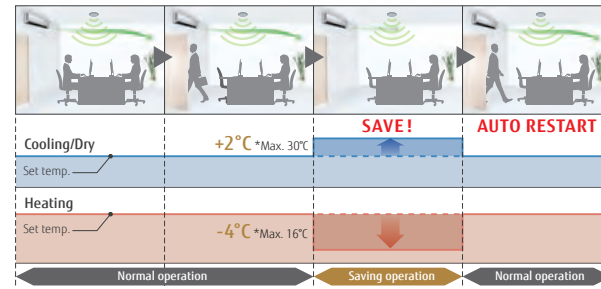 SAVE!
AUTO RESTART
Cooling/Dry
+2°C *Max. 30°C
Set temp.
Heating
Set temp.
-4°C *Max. 16°C
Normal operation
Saving operation
Normal operation